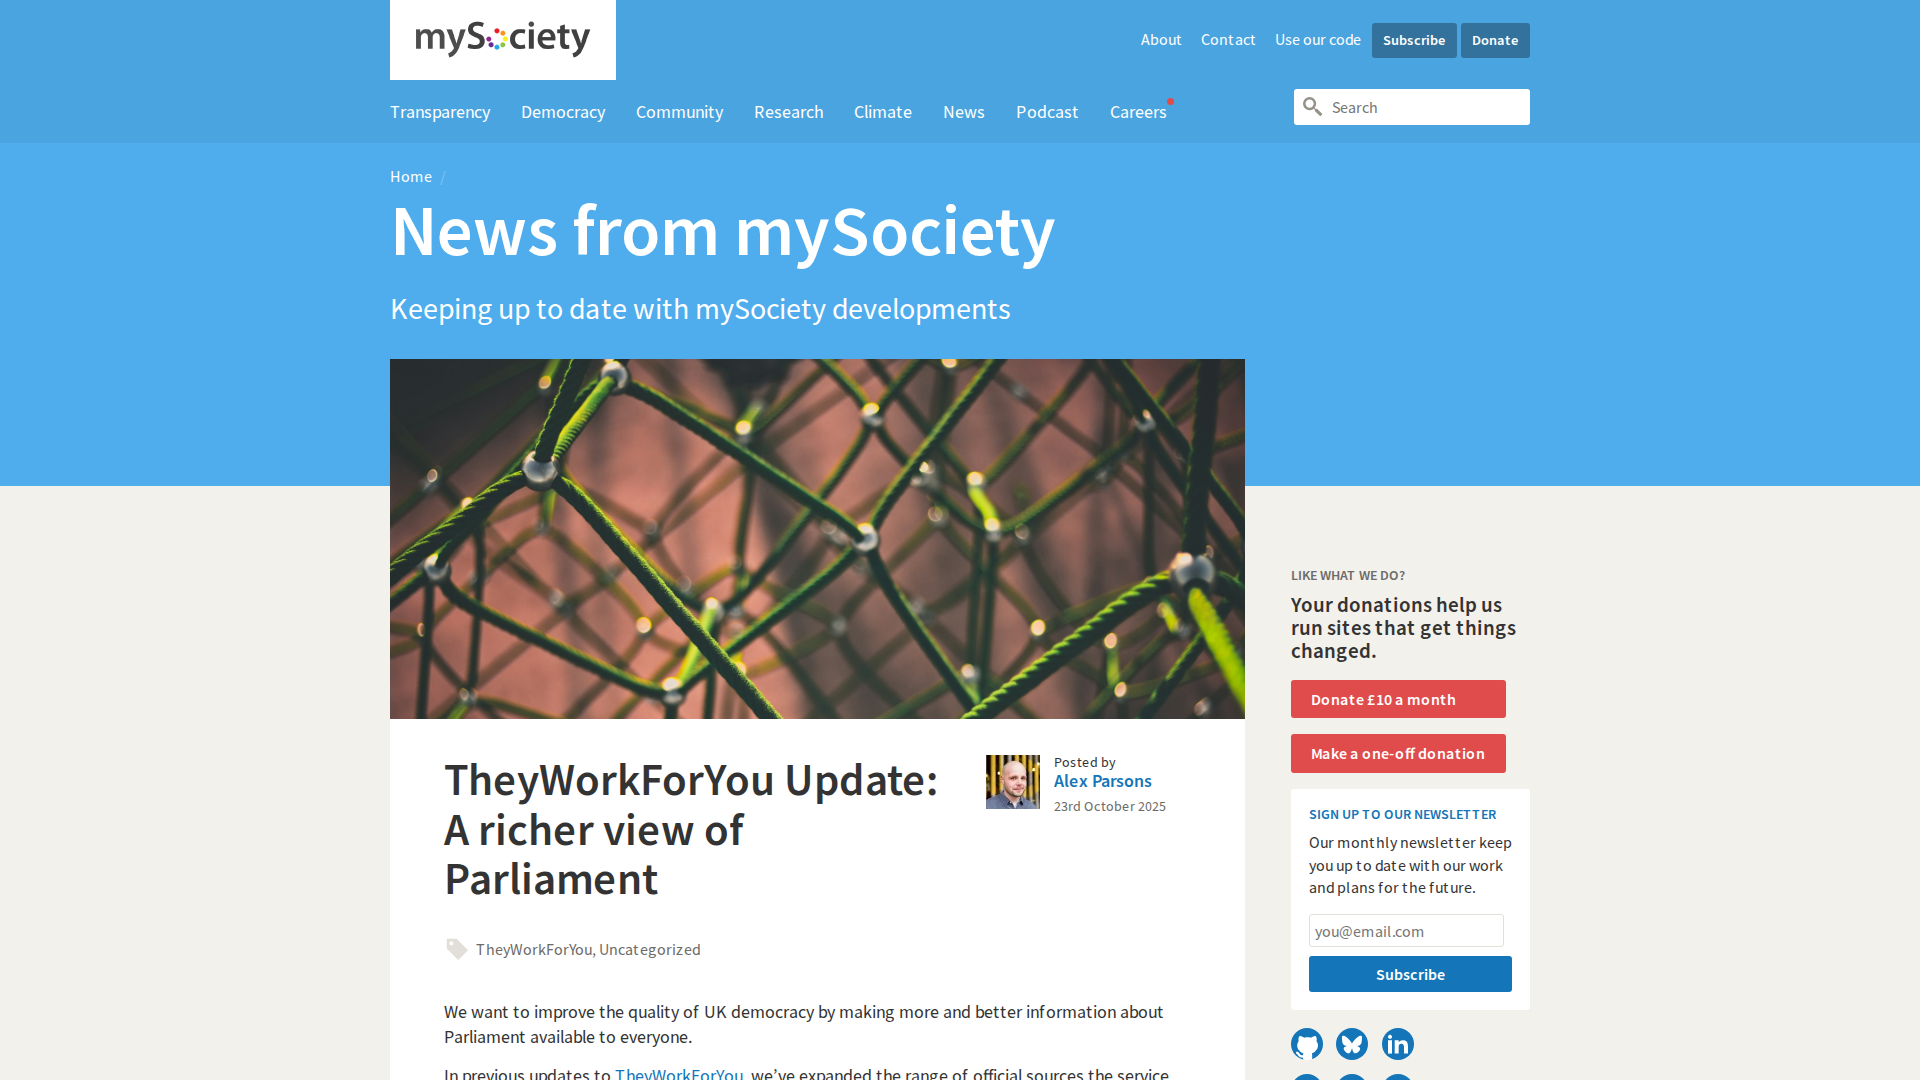 mySociety
About
Contact
Use our code
Subscribe
Donate
Transparency
Democracy
Community
Research
Climate
News
Podcast
Careers
Search
Home /
News from mySociety
Keeping up to date with mySociety developments
TheyWorkForYou Update:
A richer view of
Parliament
Posted by
Alex Parsons
23rd October 2025
TheyWorkForYou, Uncategorized
We want to improve the quality of UK democracy by making more and better information about
Parliament available to everyone.
In previous updates to TheyWorkForYou, we’ve expanded the range of official sources the service
LIKE WHAT WE DO?
Your donations help us
run sites that get things
changed.
Donate £10 a month
Make a one-off donation
SIGN UP TO OUR NEWSLETTER
Our monthly newsletter keep
you up to date with our work
and plans for the future.
you@email.com
Subscribe
in